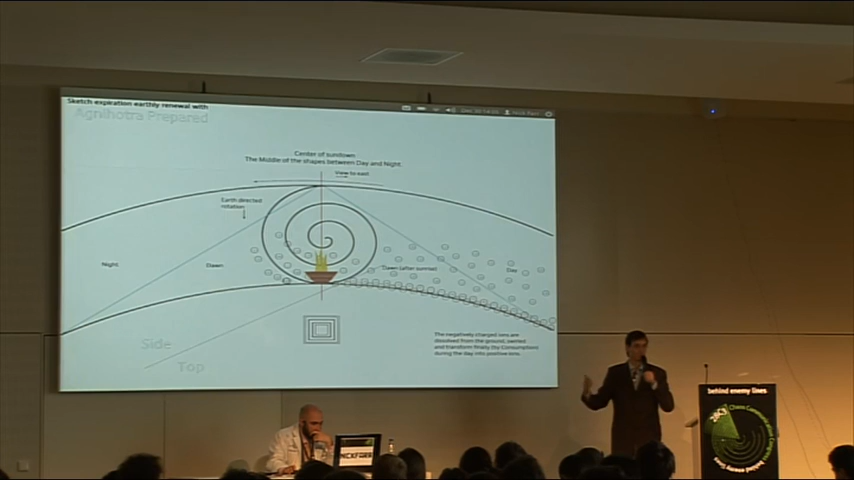 Sketch expiration earthly renewal with
Agnihotra Prepared
Center of sundown
The Middle of the shapes between Day and Night
View to east
Earth directed
rotation
Night
Dawn
Dawn (after sunrise)
Day
Side
Top
The negatively charged ions are
dissolved from the ground, owned
and transform finally (by Consumption)
during the day into positive ions.
behind enemy lines